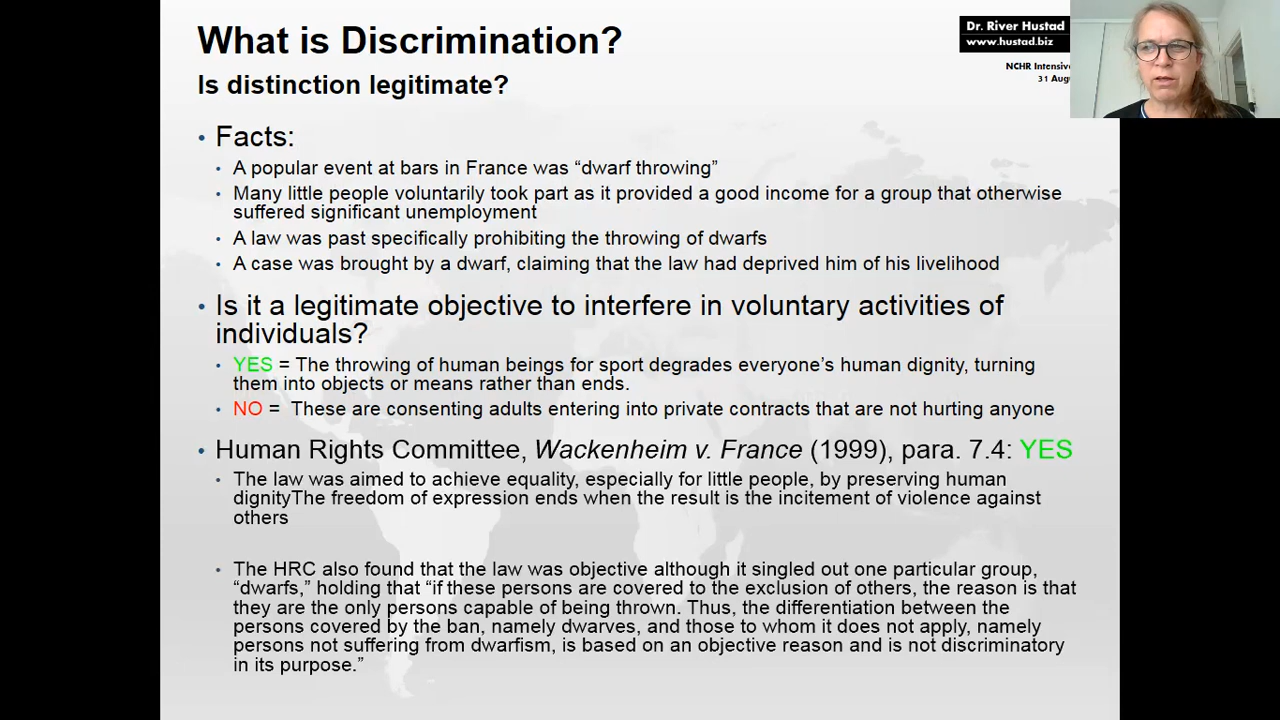 What is Discrimination?
Is distinction legitimate?
Dr. River Hustad
www.hustad.biz
NCHR Intensive
31
• Facts:
• A popular event at bars in France was “dwarf throwing”
• Many little people voluntarily took part as it provided a good income for a group that otherwise
suffered significant unemployment
• A law was past specifically prohibiting the throwing of dwarfs
• A case was brought by a dwarf, claiming that the law had deprived him of his livelihood
• Is it a legitimate objective to interfere in voluntary activities of
individuals?
• YES = The throwing of human beings for sport degrades everyone’s human dignity, turning
them into objects or means rather than ends.
• NO = These are consenting adults entering into private contracts that are not hurting anyone
• Human Rights Committee, Wackenheim v. France (1999), para. 7.4: YES
• The law was aimed to achieve equality, especially for little people, by preserving human
dignityThe freedom of expression ends when the result is the incitement of violence against
others
• The HRC also found that the law was objective although it singled out one particular group,
“dwarfs,” holding that “if these persons are covered to the exclusion of others, the reason is that
they are the only persons capable of being thrown. Thus, the differentiation between the
persons covered by the ban, namely dwarves, and those to whom it does not apply, namely
persons not suffering from dwarfism, is based on an objective reason and is not discriminatory
in its purpose.”